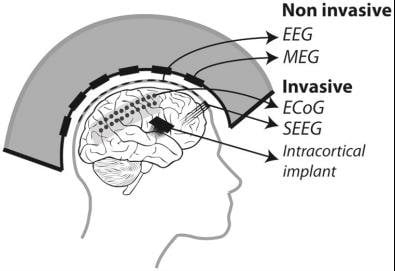 Non invasive
EEG
MEG
Invasive
ECoG
SEEG
Intracortical
implant